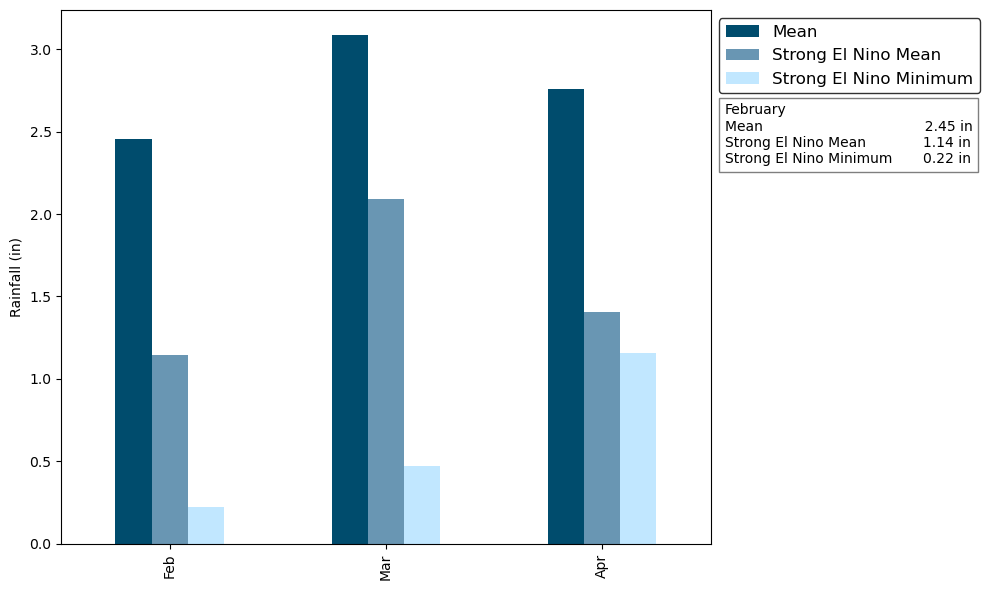 Mean
Strong El Nino Mean
Strong El Nino Minimum
February
Mean 2.45 in
Strong El Nino Mean 1.14 in
Strong El Nino Minimum 0.22 in
Rainfall (in)
3.0
2.5
2.0
1.5
1.0
0.5
0.0
Feb
Mar
Apr